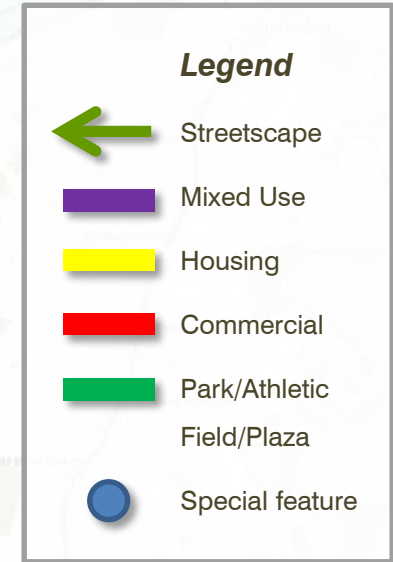 Legend
Streetscape
Mixed Use
Housing
Commercial
Park/Athletic
Field/Plaza
Special feature